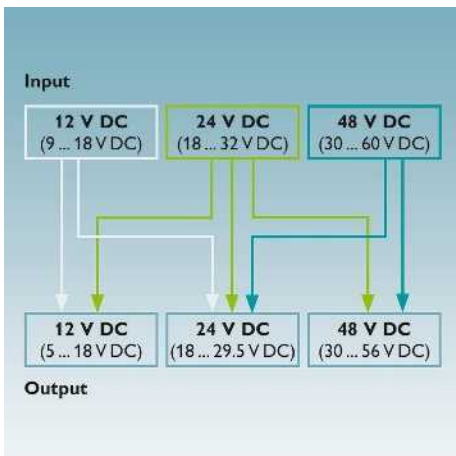 Input
12 V DC
(9 ... 18 V DC)
24 V DC
(18 ... 32 V DC)
48 V DC
(30 ... 60 V DC)
12 V DC
(5 ... 18 V DC)
24 V DC
(18 ... 29.5 V DC)
48 V DC
(30 ... 56 V DC)
Output